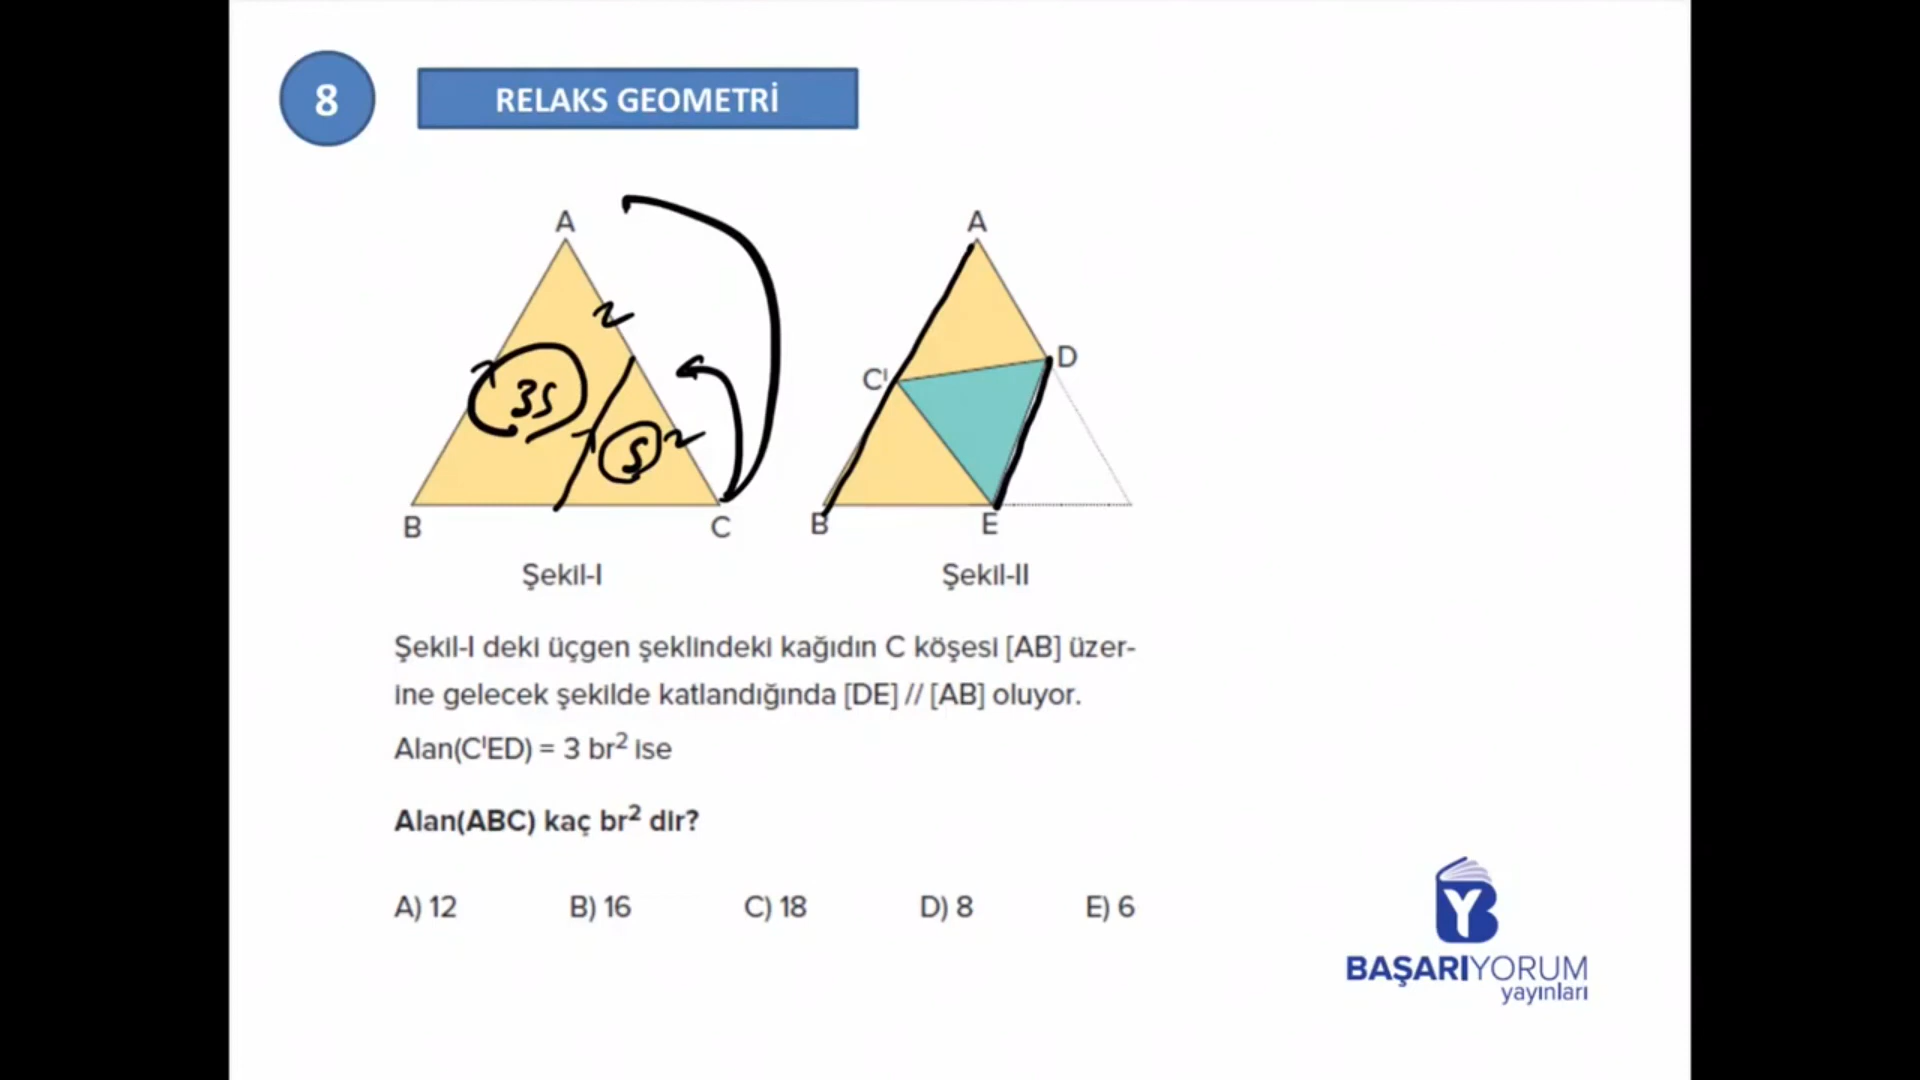 8
RELAKS GEOMETRİ
A
A
2
D
C'
3S
S
2
B
C
B
E
Şekil-I
Şekil-II
Şekil-I deki üçgen şeklindeki kağıdın C köşesi [AB] üzer-
ine gelecek şekilde katlandığında [DE] // [AB] oluyor.
Alan(C'ED) = 3 br² ise
Alan(ABC) kaç br² dir?
A) 12 B) 16 C) 18 D) 8 E) 6
BAŞARIYORUM
yayınları